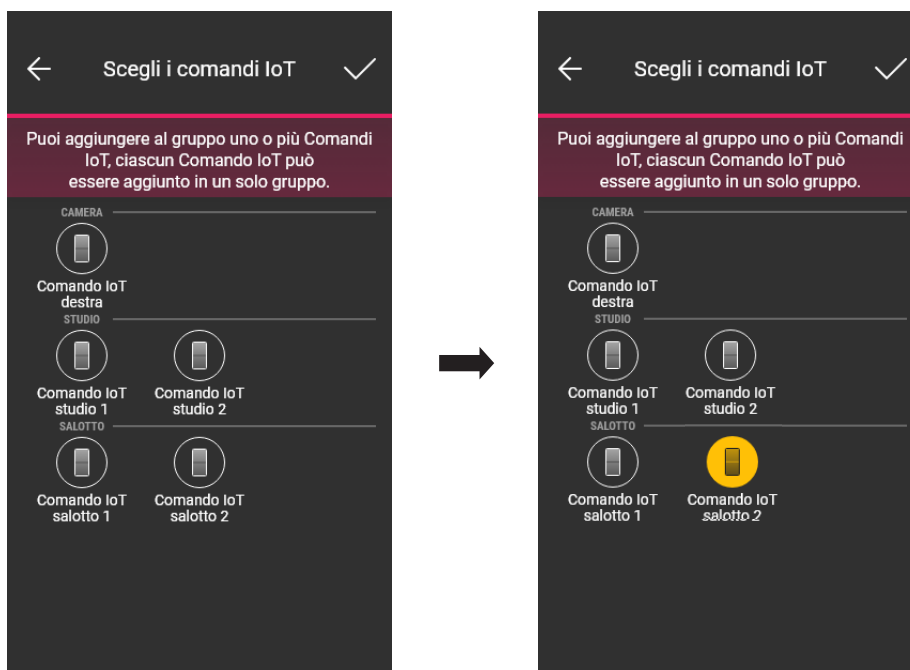 Scegli i comandi IoT
Puoi aggiungere al gruppo uno o più Comandi
IoT, ciascun Comando IoT può
essere aggiunto in un solo gruppo.
CAMERA
Comando IoT
destra
STUDIO
Comando IoT
studio 1
Comando IoT
studio 2
SALOTTO
Comando IoT
salotto 1
Comando IoT
salotto 2
Scegli i comandi IoT
Puoi aggiungere al gruppo uno o più Comandi
IoT, ciascun Comando IoT può
essere aggiunto in un solo gruppo.
CAMERA
Comando IoT
destra
STUDIO
Comando IoT
studio 1
Comando IoT
studio 2
SALOTTO
Comando IoT
salotto 1
Comando IoT
salotto 2